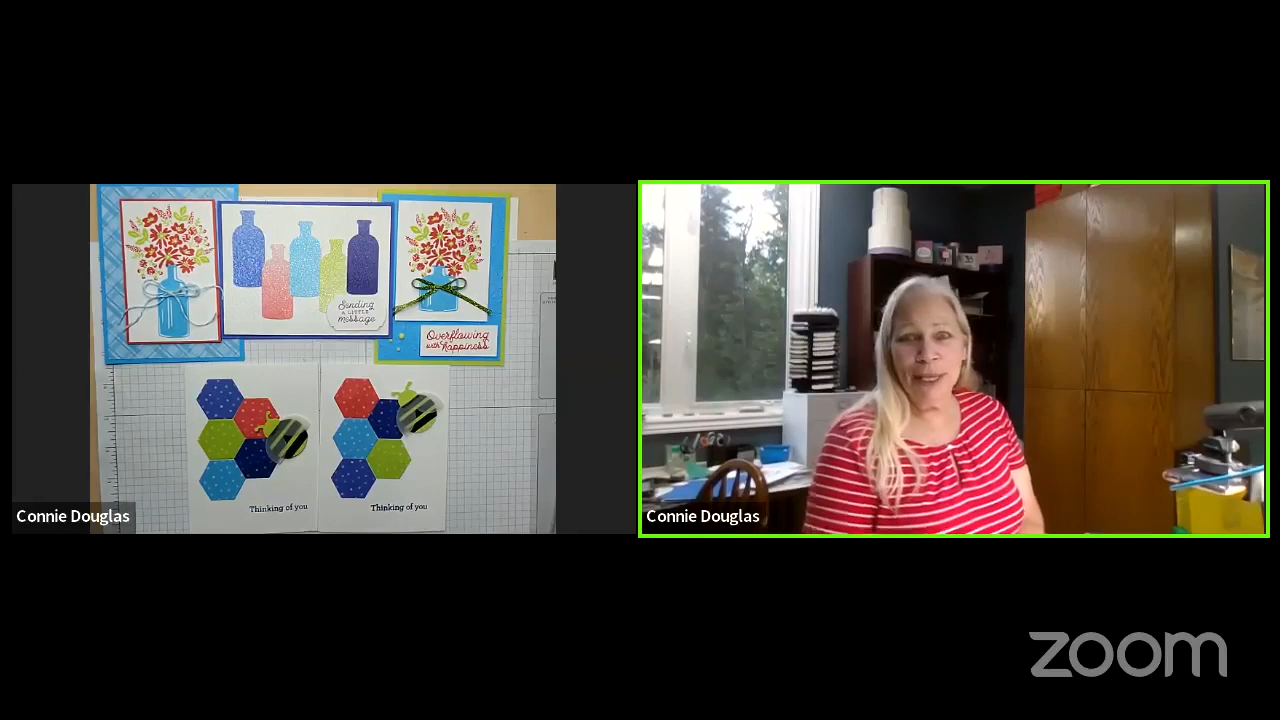 Sending
A LITTLE
message
Overflowing
with happiness
Thinking of you
Thinking of you
Connie Douglas
Connie Douglas
zoom